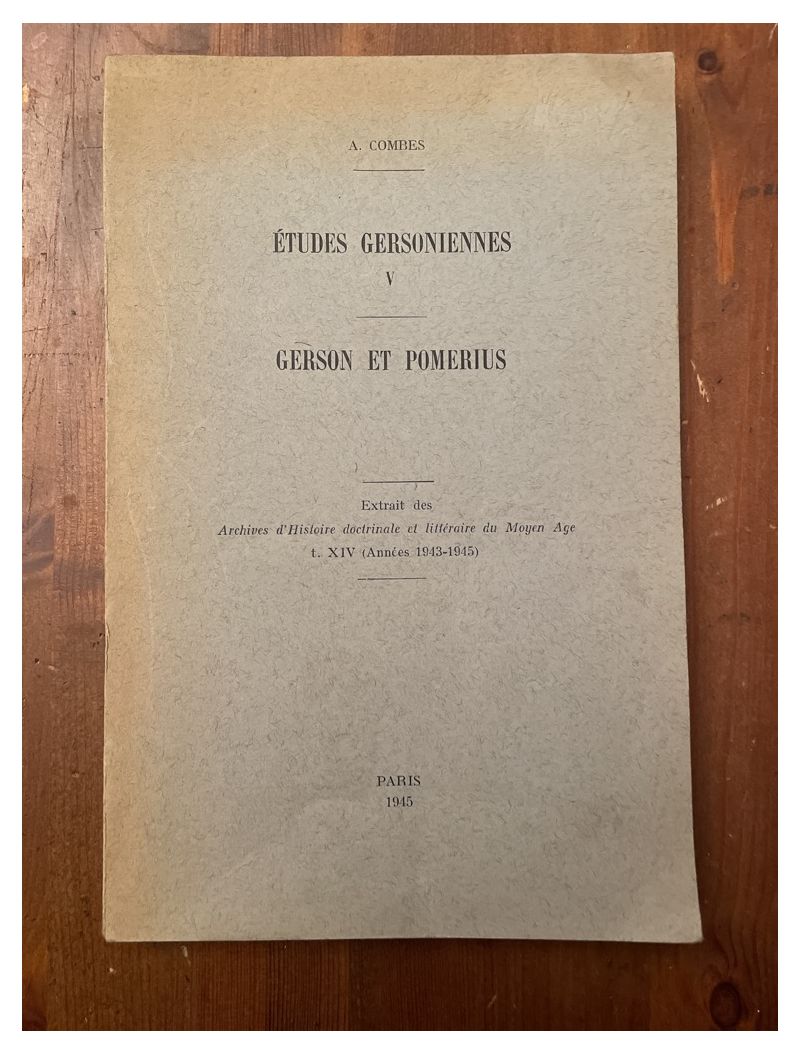 A. COMBES
ÉTUDES GERSONIENNES
V
GERSON ET POMERIUS
Extrait des
Archives d'Histoire doctrinale et littéraire du Moyen Age
t. XIV (Années 1943-1945)
PARIS
1945